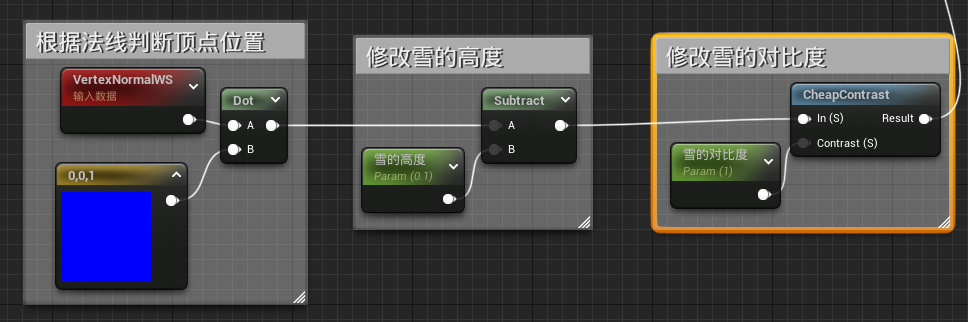 根据法线判断顶点位置
VertexNormalWS
输入数据
Dot
A
B
0,0,1
修改雪的高度
Subtract
A
B
雪的高度
Param (0.1)
修改雪的对比度
CheapContrast
In (S)
Result
Contrast (S)
雪的对比度
Param (1)